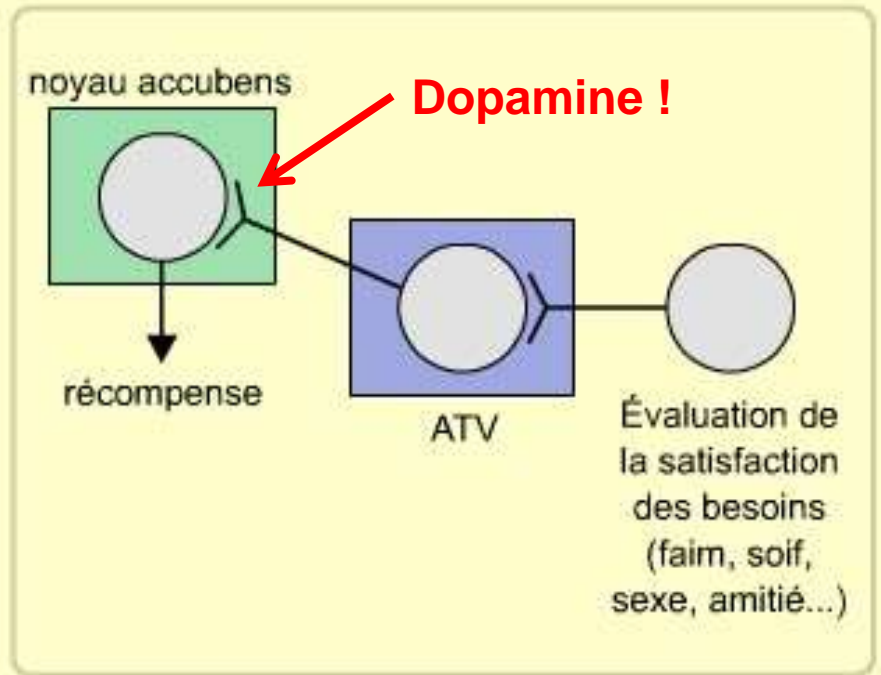 noyau accubens
Dopamine !
récompense
ATV
Évaluation de
la satisfaction
des besoins
(faim, soif,
sexe, amitié...)